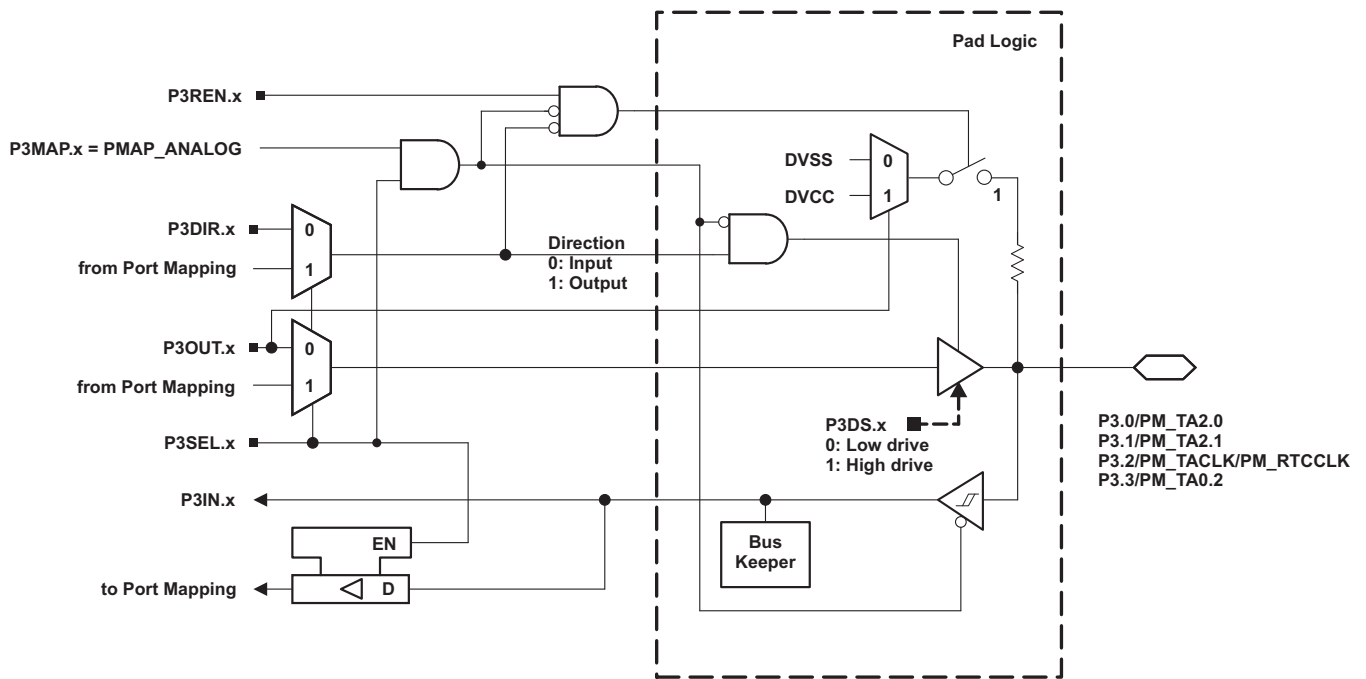 Pad Logic
P3REN.x
P3MAP.x = PMAP_ANALOG
DVSS
0
DVCC
1
1
P3DIR.x
0
from Port Mapping
1
Direction
0: Input
1: Output
P3OUT.x
0
from Port Mapping
1
P3DS.x
0: Low drive
1: High drive
P3.0/PM_TA2.0
P3.1/PM_TA2.1
P3.2/PM_TACLK/PM_RTCCLK
P3.3/PM_TA0.2
P3SEL.x
P3IN.x
EN
Bus
Keeper
to Port Mapping
D